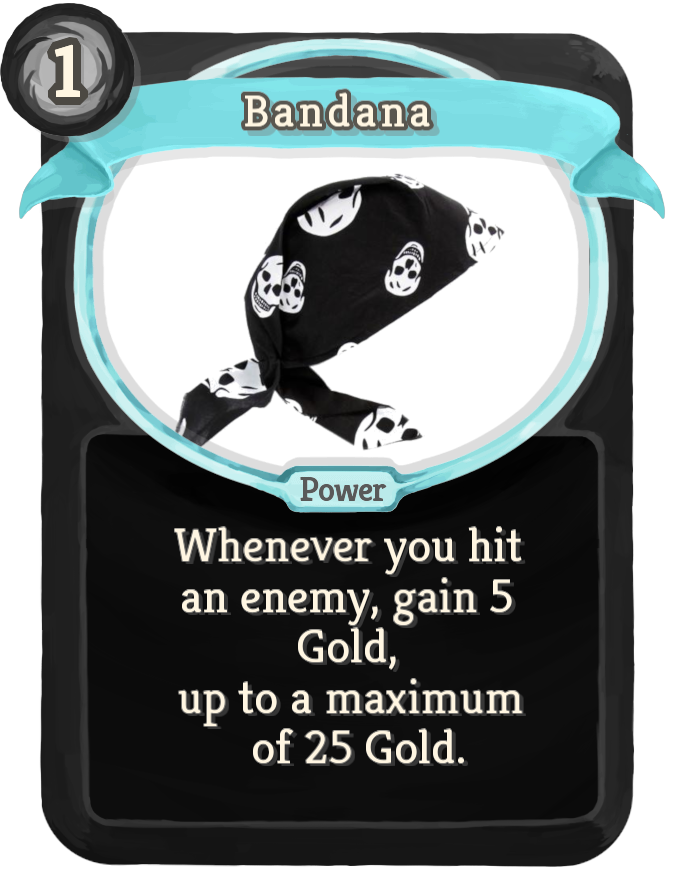 1
Bandana
Power
Whenever you hit
an enemy, gain 5
Gold,
up to a maximum
of 25 Gold.